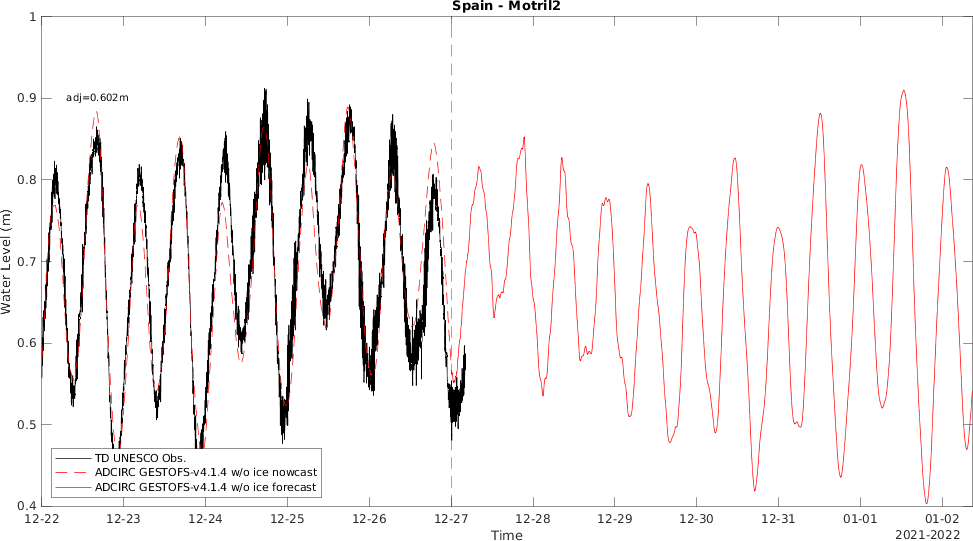 Spain - Motril2
1
0.9
0.8
0.7
0.6
0.5
0.4
Water Level (m)
adj=0.602m
TD UNESCO Obs.
ADCIRC GESTOFS-v4.1.4 w/o ice nowcast
ADCIRC GESTOFS-v4.1.4 w/o ice forecast
12-22 12-23 12-24 12-25 12-26 12-27 12-28 12-29 12-30 12-31 01-01 01-02
Time
2021-2022